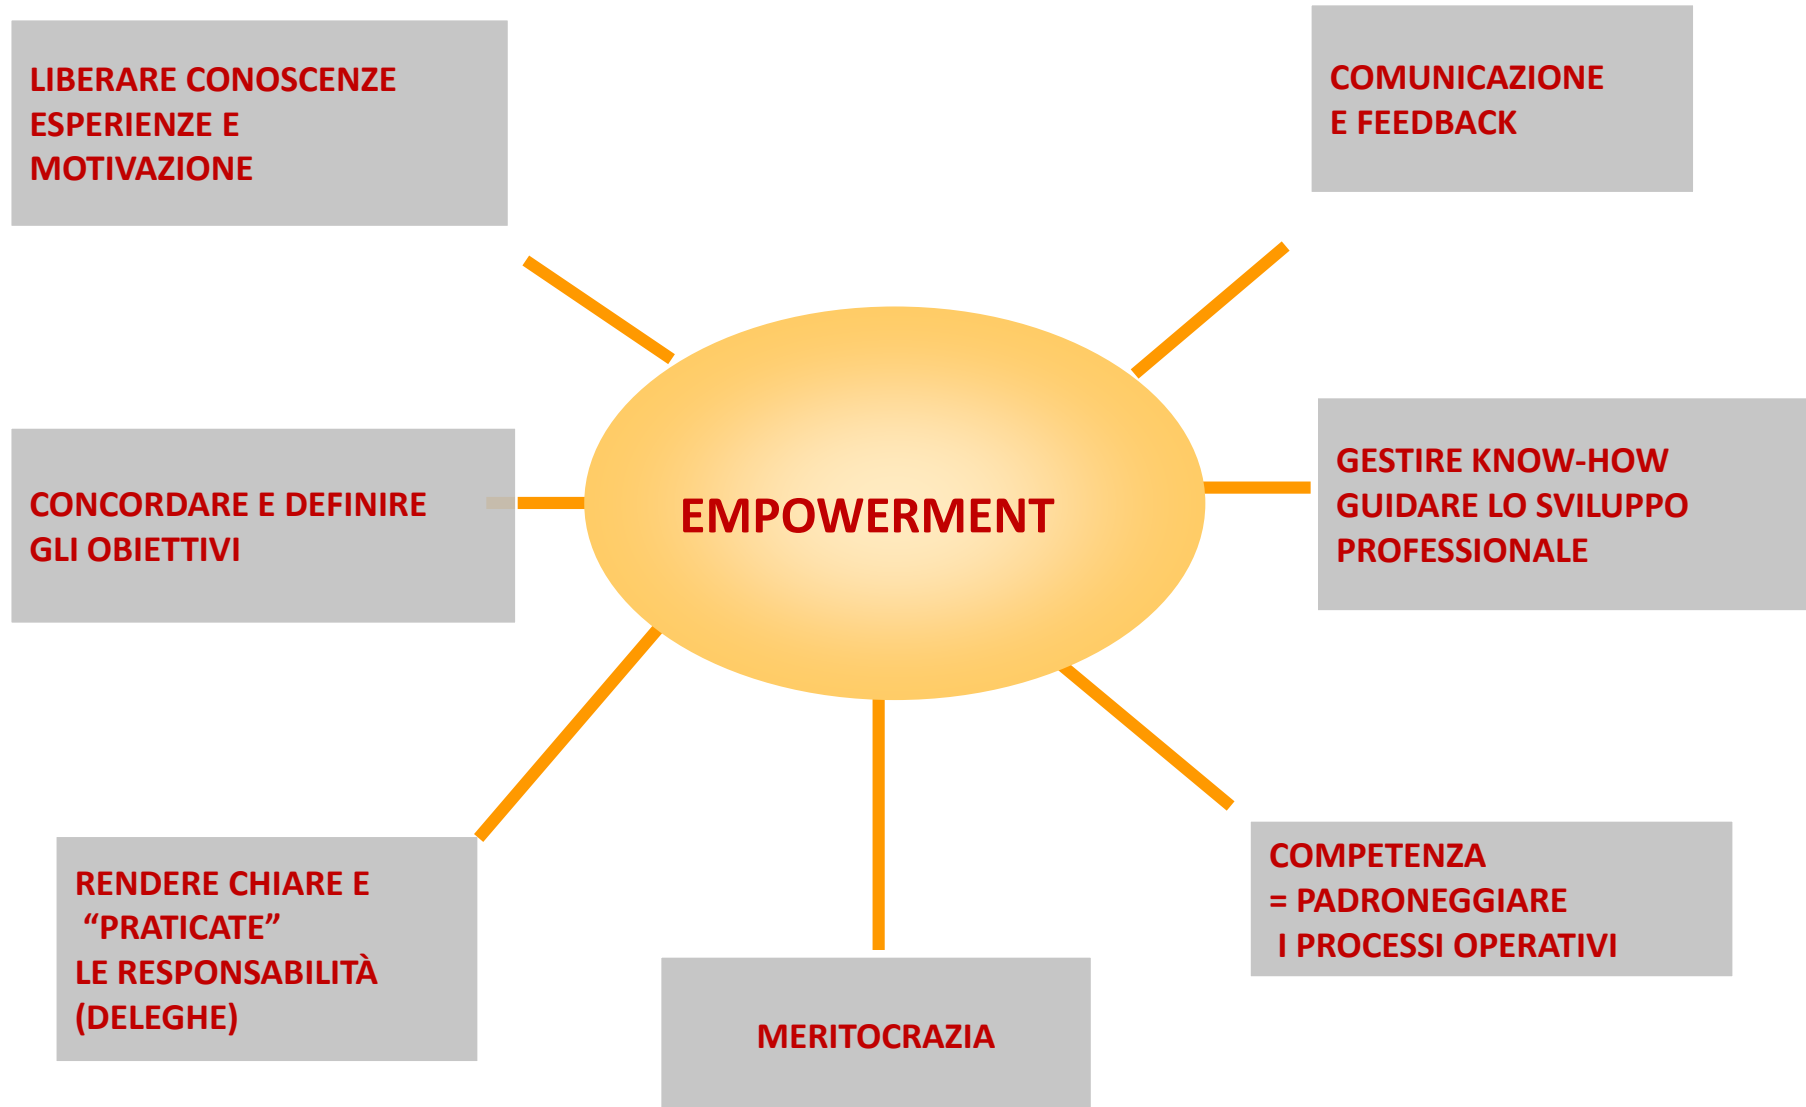 LIBERARE CONOSCENZE
ESPERIENZE E
MOTIVAZIONE
COMUNICAZIONE
E FEEDBACK
CONCORDARE E DEFINIRE
GLI OBIETTIVI
EMPOWERMENT
GESTIRE KNOW-HOW
GUIDARE LO SVILUPPO
PROFESSIONALE
RENDERE CHIARE E
“PRATICATE”
LE RESPONSABILITÀ
(DELEGHE)
MERITOCRAZIA
COMPETENZA
= PADRONEGGIARE
I PROCESSI OPERATIVI